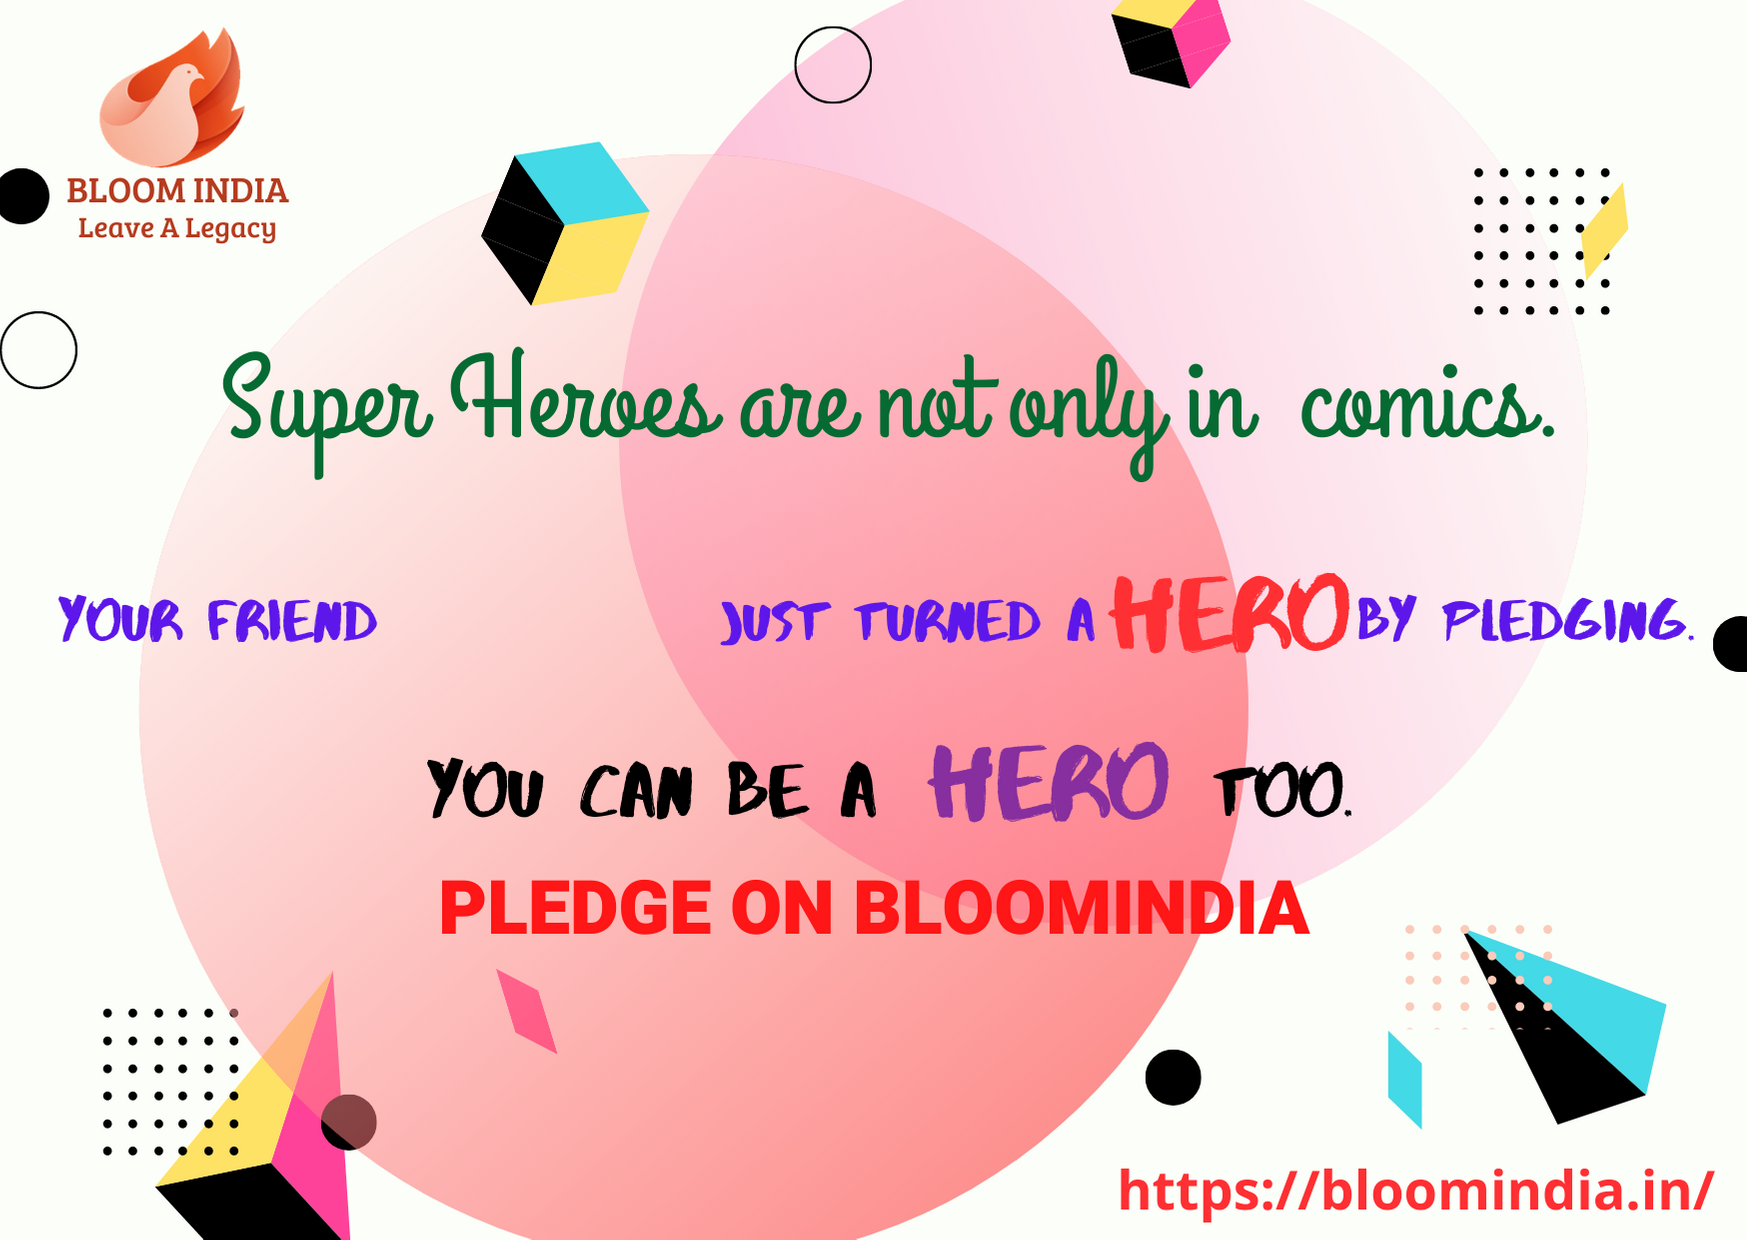 BLOOM INDIA
Leave A Legacy
Super Heroes are not only in comics.
YOUR FRIEND JUST TURNED A HERO BY PLEDGING.
YOU CAN BE A HERO TOO.
PLEDGE ON BLOOMINDIA
https://bloomindia.in/